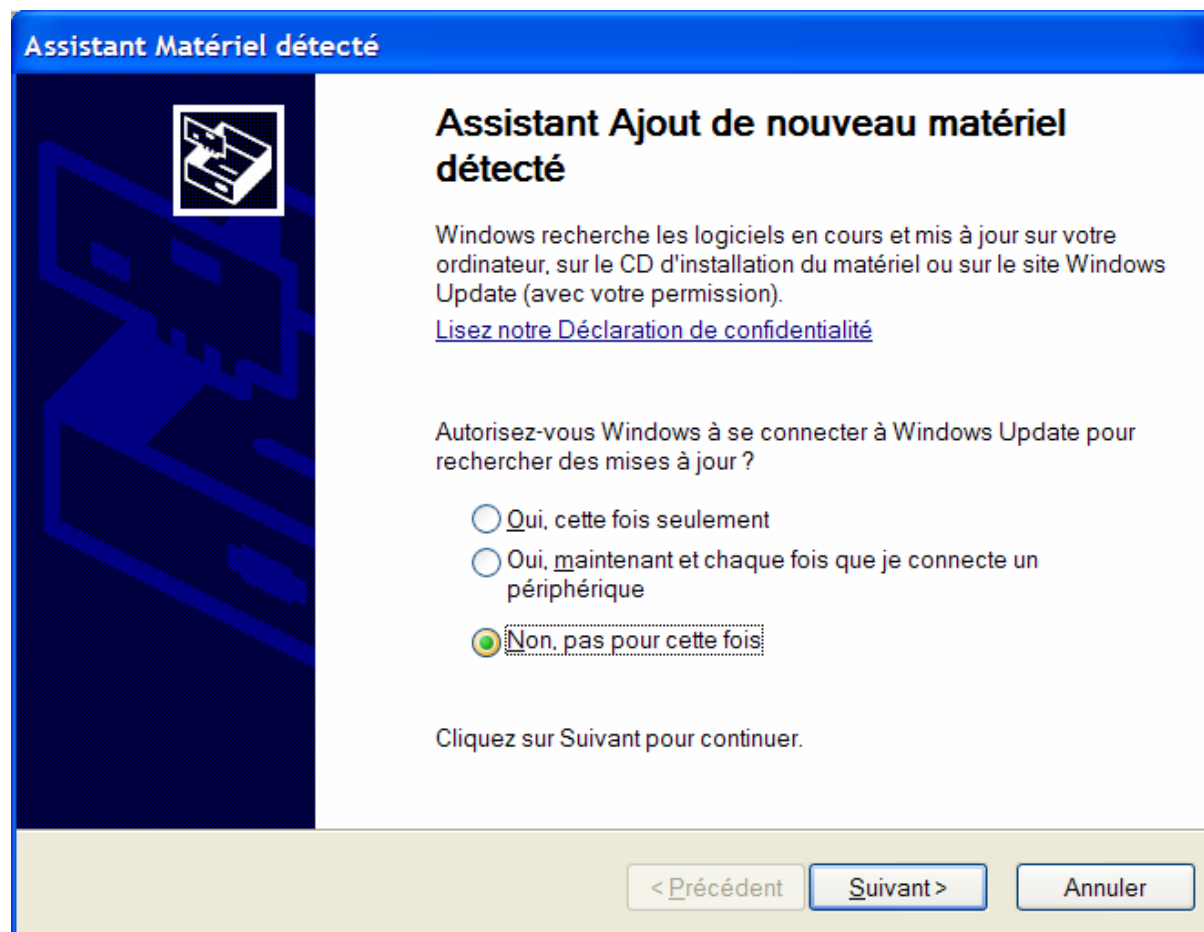 Assistant Matériel détecté
Assistant Ajout de nouveau matériel
détecté
Windows recherche les logiciels en cours et mis à jour sur votre
ordinateur, sur le CD d'installation du matériel ou sur le site Windows
Update (avec votre permission).
Lisez notre Déclaration de confidentialité
Autorisez-vous Windows à se connecter à Windows Update pour
rechercher des mises à jour ?
Oui, cette fois seulement
Oui, maintenant et chaque fois que je connecte un
périphérique
Non, pas pour cette fois
Cliquez sur Suivant pour continuer.
< Précédent Suivant > Annuler